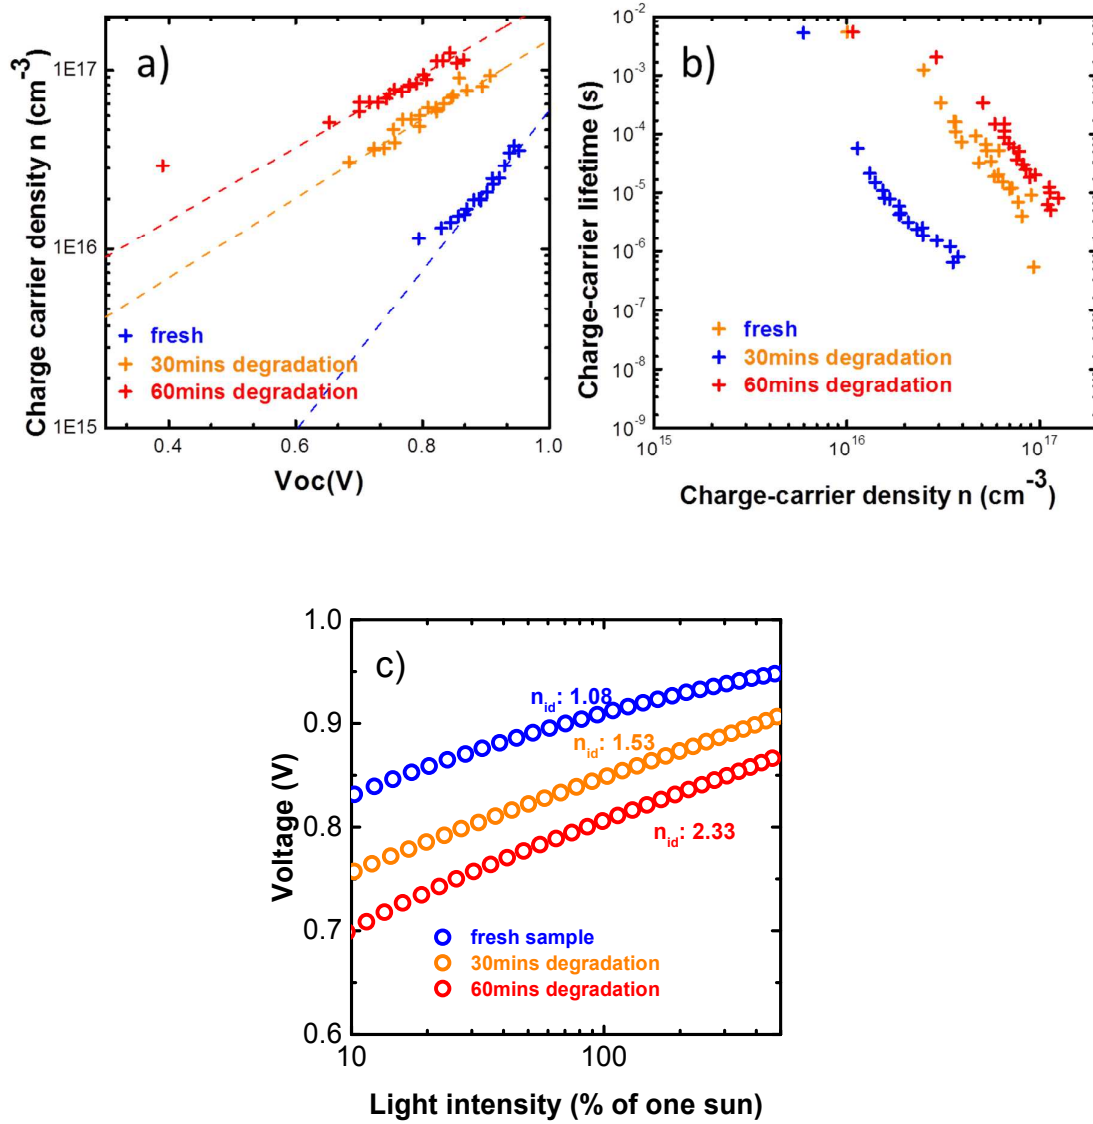 a)
Charge carrier density n (cm⁻³)
1E17
1E16
1E15
fresh
30mins degradation
60mins degradation
0.4
0.6
0.8
1.0
Voc(V)
b)
Charge-carrier lifetime (s)
10⁻²
10⁻³
10⁻⁴
10⁻⁵
10⁻⁶
10⁻⁷
10⁻⁸
10⁻⁹
fresh
30mins degradation
60mins degradation
10¹⁵
10¹⁶
10¹⁷
Charge-carrier density n (cm⁻³)
c)
Voltage (V)
1.0
0.9
0.8
0.7
0.6
n_id: 1.08
n_id: 1.53
n_id: 2.33
fresh sample
30mins degradation
60mins degradation
10
100
Light intensity (% of one sun)